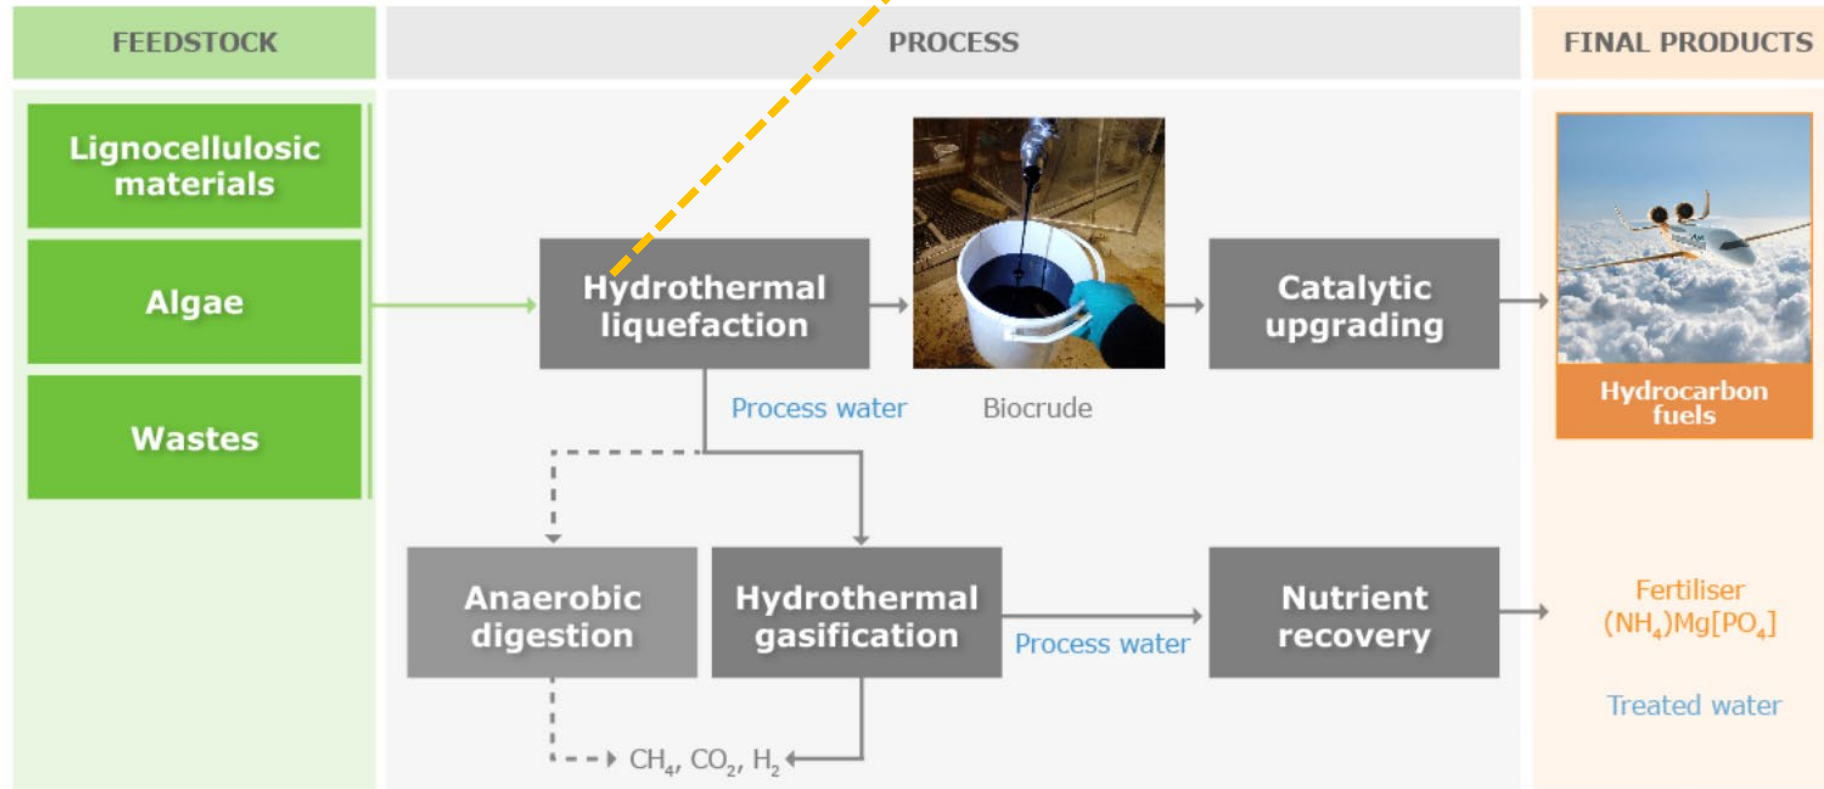 FEEDSTOCK
PROCESS
FINAL PRODUCTS
Lignocellulosic
materials
Algae
Wastes
Hydrothermal
liquefaction
Catalytic
upgrading
Hydrocarbon
fuels
Process water
Biocrude
Anaerobic
digestion
Hydrothermal
gasification
Process water
Nutrient
recovery
Fertiliser
(NH₄)Mg[PO₄]
Treated water
CH₄, CO₂, H₂